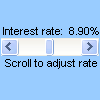 Interest rate: 8.90%
Scroll to adjust rate